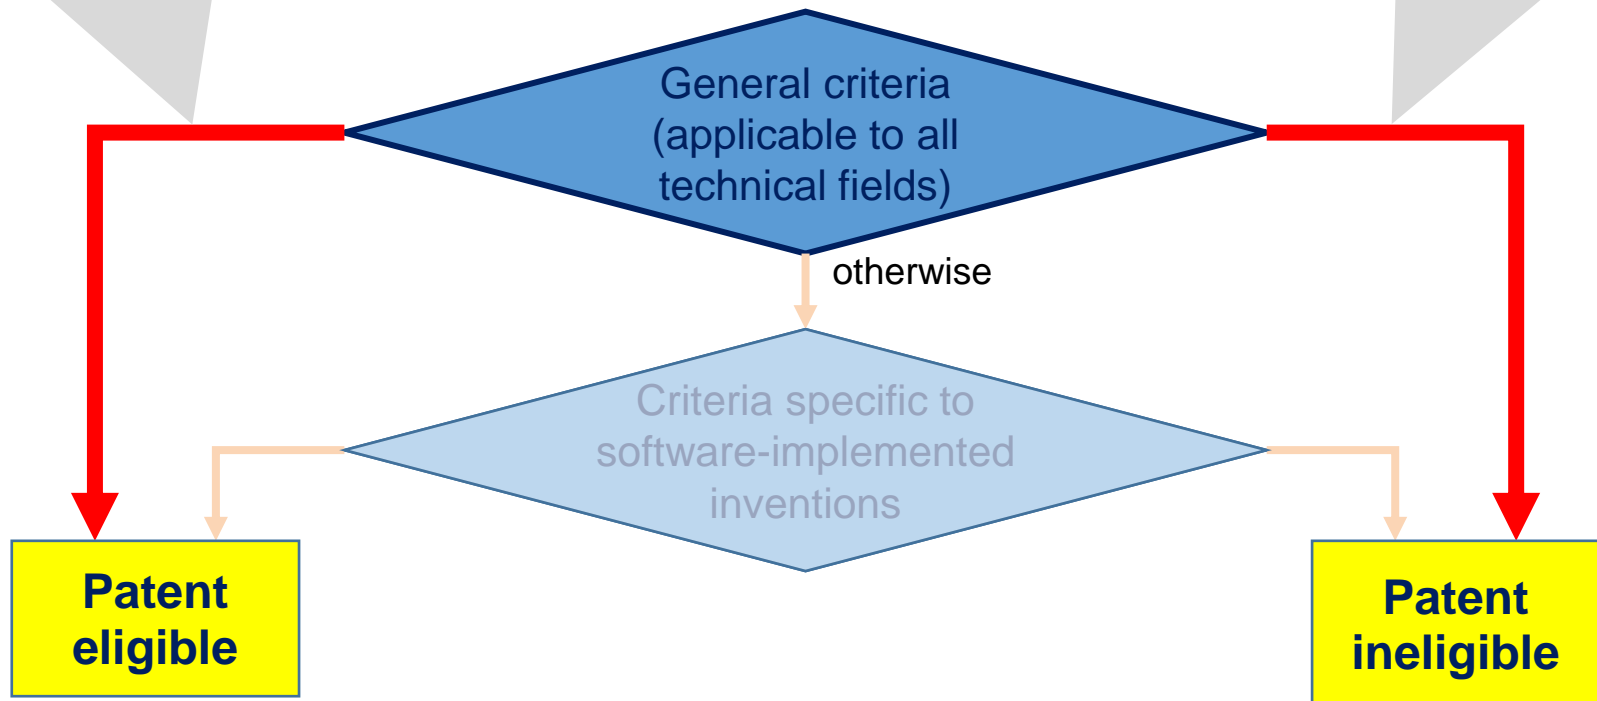 General criteria
(applicable to all
technical fields)
otherwise
Criteria specific to
software-implemented
inventions
Patent
eligible
Patent
ineligible